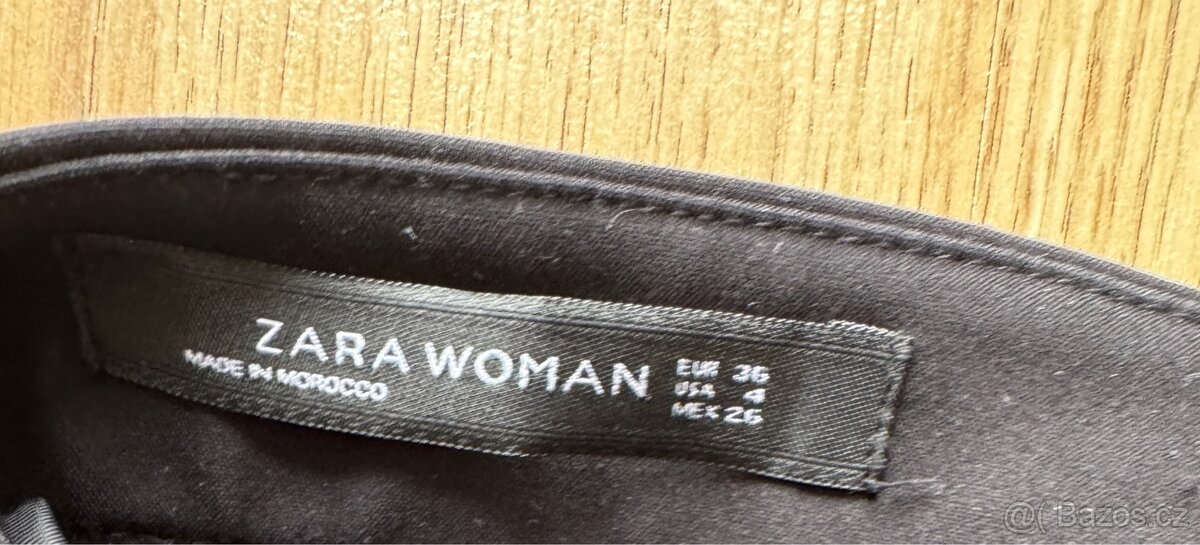 ZARA WOMAN
MADE IN MOROCCO
EUR 36
USA 4
MEX 26
@( Bazos.cz